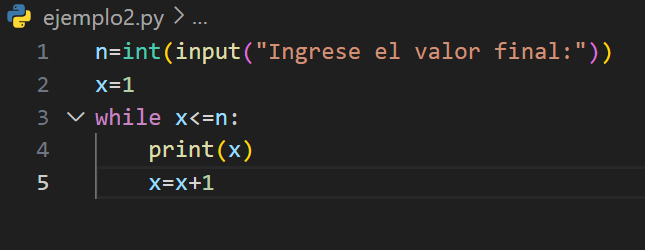 ejemplo2.py > ...
1 n=int(input("Ingrese el valor final:"))
2 x=1
3 while x<=n:
4 print(x)
5 x=x+1